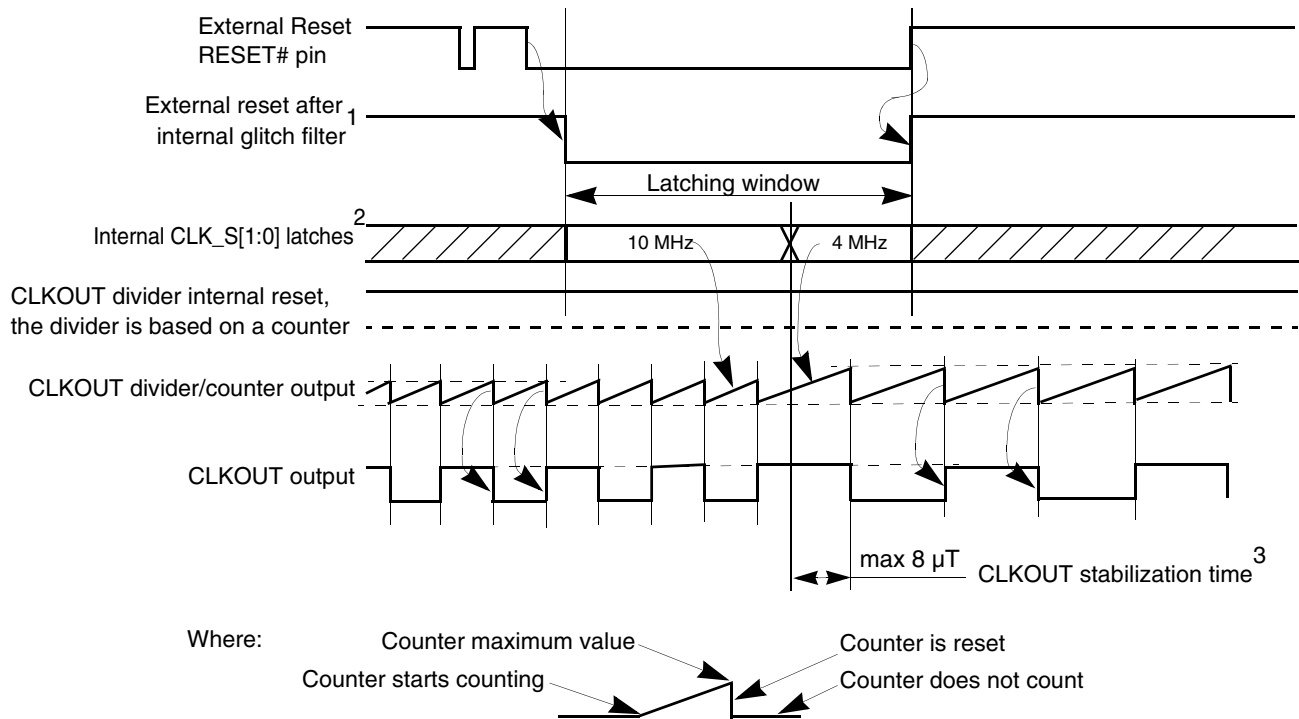 External Reset
RESET# pin
External reset after 1
internal glitch filter
Latching window
Internal CLK_S[1:0] latches 2
10 MHz
4 MHz
CLKOUT divider internal reset,
the divider is based on a counter
CLKOUT divider/counter output
CLKOUT output
max 8 µT
CLKOUT stabilization time 3
Where:
Counter maximum value
Counter is reset
Counter starts counting
Counter does not count